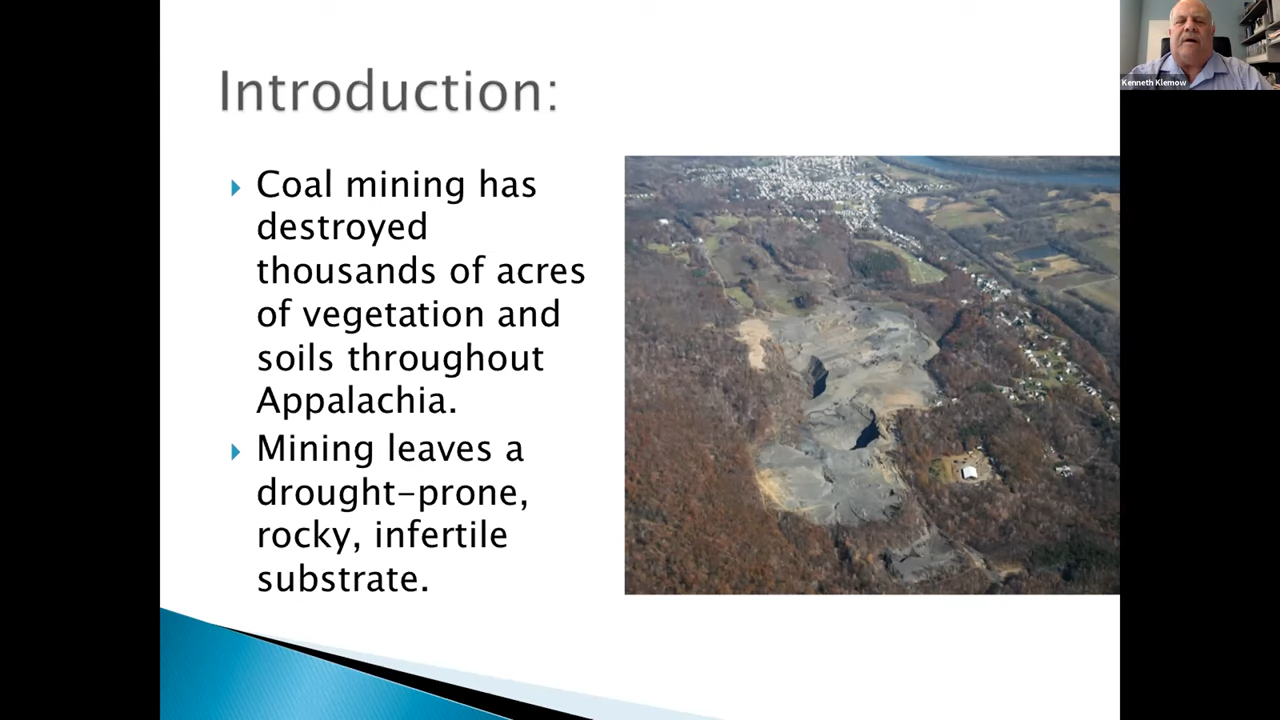 Kenneth Klemow
Introduction:
Coal mining has
destroyed
thousands of acres
of vegetation and
soils throughout
Appalachia.
Mining leaves a
drought-prone,
rocky, infertile
substrate.